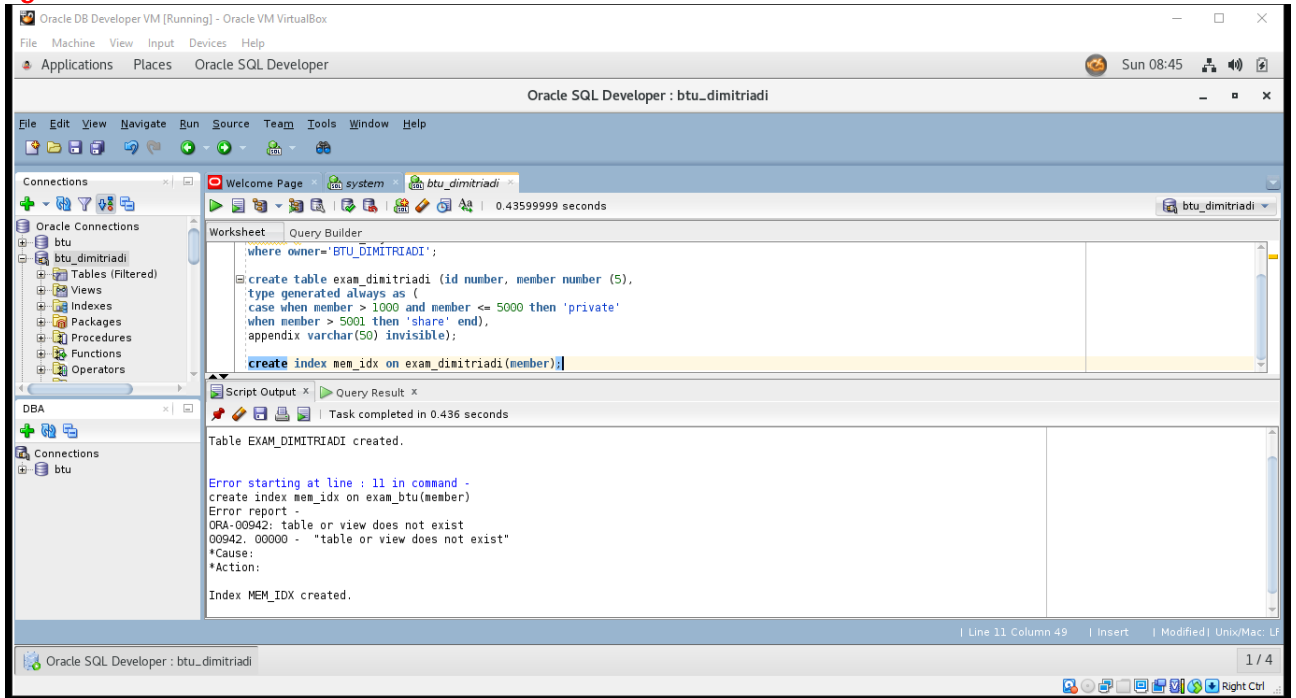 Oracle DB Developer VM [Running] - Oracle VM VirtualBox
File Machine View Input Devices Help
Applications Places Oracle SQL Developer Sun 08:45
Oracle SQL Developer : btu_dimitriadi
File Edit View Navigate Run Source Team Tools Window Help
Connections
Oracle Connections
btu
btu_dimitriadi
Tables (Filtered)
Views
Indexes
Packages
Procedures
Functions
Operators
DBA
Connections
btu
Welcome Page system btu_dimitriadi
0.43599999 seconds btu_dimitriadi
Worksheet Query Builder
where owner='BTU_DIMITRIADI';
create table exam_dimitriadi (id number, member number (5),
type generated always as (
case when member > 1000 and member <= 5000 then 'private'
when member > 5001 then 'share' end),
appendix varchar(50) invisible);
create index mem_idx on exam_dimitriadi(member);
Script Output Query Result
Task completed in 0.436 seconds
Table EXAM_DIMITRIADI created.
Error starting at line : 11 in command -
create index mem_idx on exam_btu(member)
Error report -
ORA-00942: table or view does not exist
00942. 00000 - "table or view does not exist"
*Cause:
*Action:
Index MEM_IDX created.
Line 11 Column 49 | Insert | Modified | Unix/Mac: LF
Oracle SQL Developer : btu_dimitriadi 1 / 4
Right Ctrl